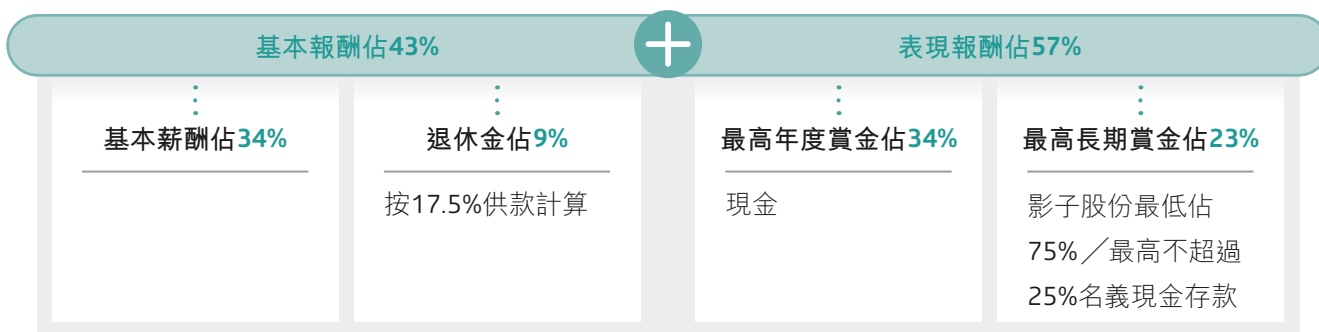 基本報酬佔43%
表現報酬佔57%
基本薪酬佔34%
退休金佔9%
按17.5%供款計算
最高年度賞金佔34%
現金
最高長期賞金佔23%
影子股份最低佔
75%／最高不超過
25%名義現金存款